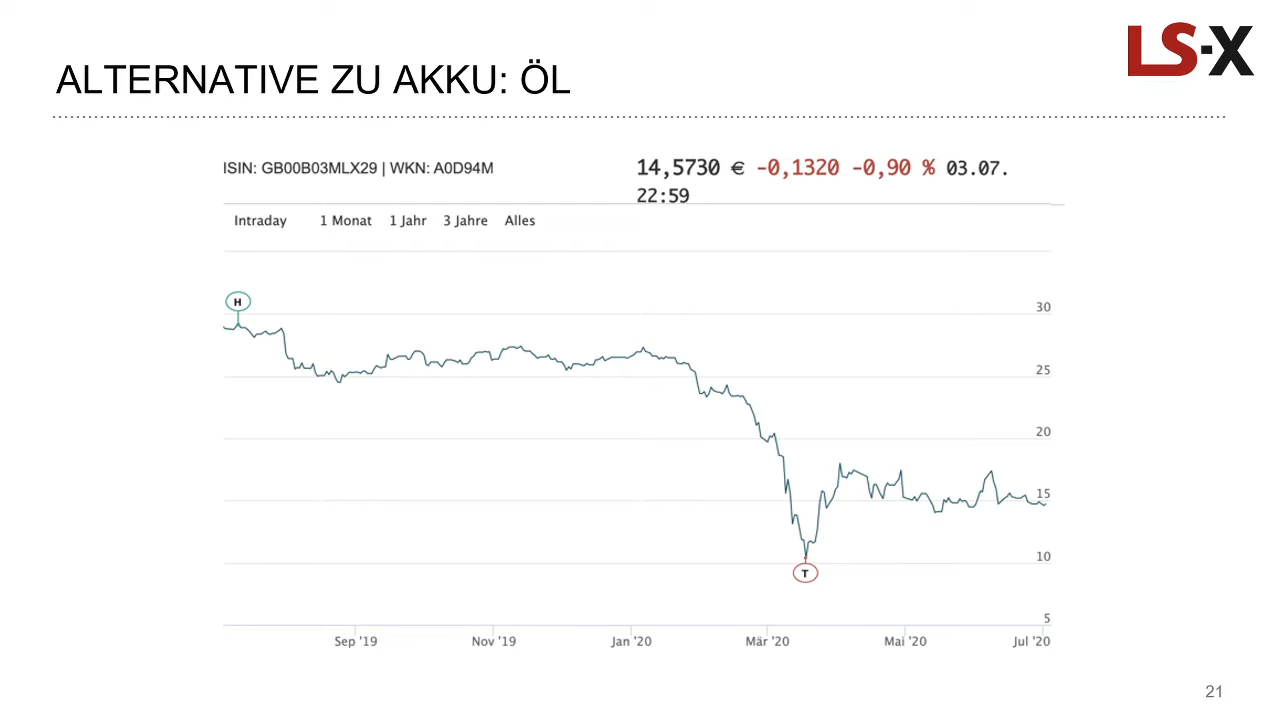 LS-X
ALTERNATIVE ZU AKKU: ÖL
ISIN: GB00B03MLX29 | WKN: A0D94M
14,5730 € -0,1320 -0,90 % 03.07.
22:59
Intraday 1 Monat 1 Jahr 3 Jahre Alles
H
30
25
20
15
10
T
5
Sep '19 Nov '19 Jan '20 Mär '20 Mai '20 Jul '20
21